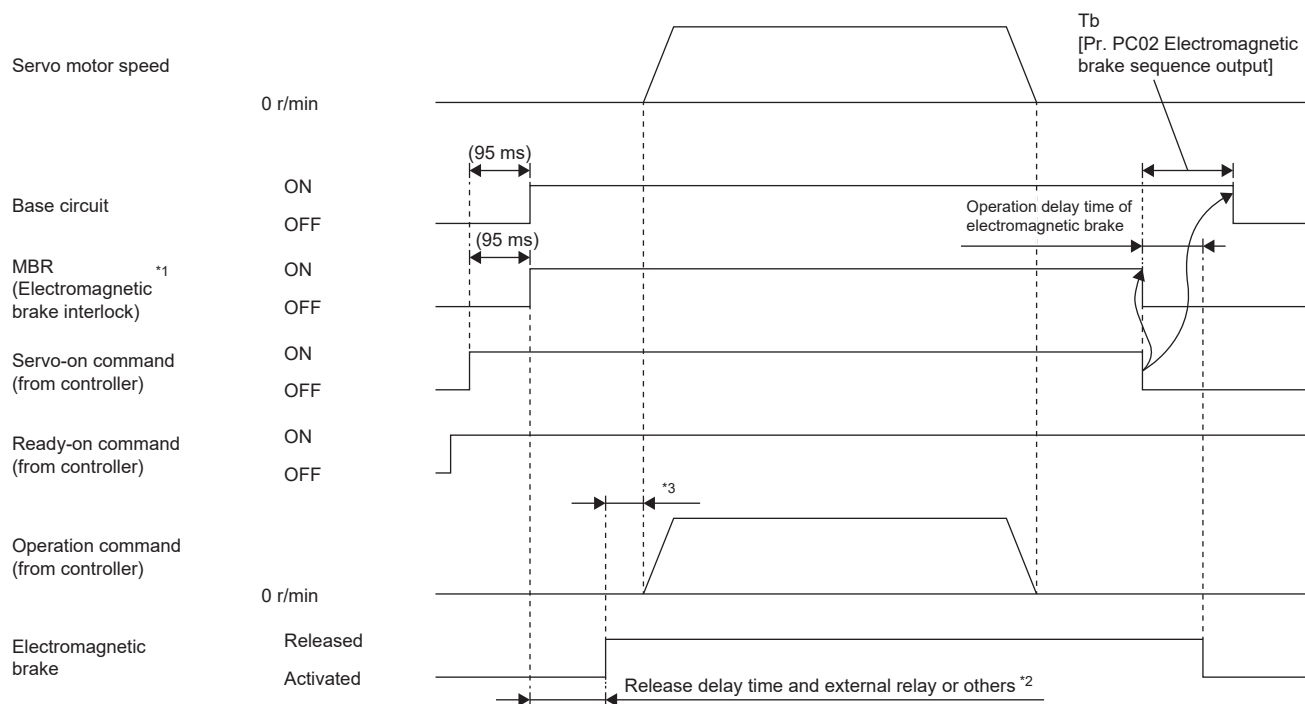 Tb
[Pr. PC02 Electromagnetic
brake sequence output]
Servo motor speed
0 r/min
(95 ms)
Base circuit
ON
OFF
Operation delay time of
electromagnetic brake
(95 ms)
MBR *1
(Electromagnetic
brake interlock)
ON
OFF
Servo-on command
(from controller)
ON
OFF
Ready-on command
(from controller)
ON
OFF
*3
Operation command
(from controller)
0 r/min
Electromagnetic
brake
Released
Activated
Release delay time and external relay or others *2